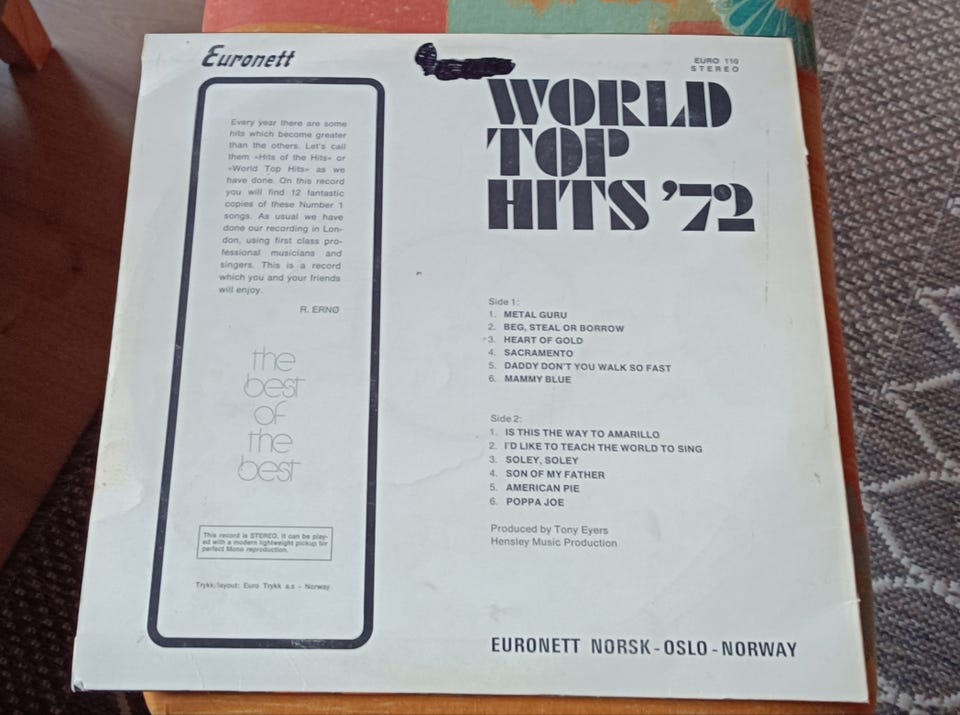 Euronett
EURO 110
STEREO
WORLD
TOP
HITS '72
Every year there are some
hits which become greater
than the others. Let's call
them »Hits of the Hits« or
»World Top Hits« as we
have done. On this record
you will find 12 fantastic
copies of these Number 1
songs. As usual we have
done our recording in Lon-
don, using first class pro-
fessional musicians and
singers. This is a record
which you and your friends
will enjoy.
R. ERNØ
the
best
of
the
best
This record is STEREO, it can be play-
ed with a modern lightweight pickup for
perfect Mono reproduction.
Trykk/layout: Euro Trykk a.s - Norway
Side 1:
1. METAL GURU
2. BEG, STEAL OR BORROW
3. HEART OF GOLD
4. SACRAMENTO
5. DADDY DON'T YOU WALK SO FAST
6. MAMMY BLUE
Side 2:
1. IS THIS THE WAY TO AMARILLO
2. I'D LIKE TO TEACH THE WORLD TO SING
3. SOLEY, SOLEY
4. SON OF MY FATHER
5. AMERICAN PIE
6. POPPA JOE
Produced by Tony Eyers
Hensley Music Production
EURONETT NORSK - OSLO - NORWAY